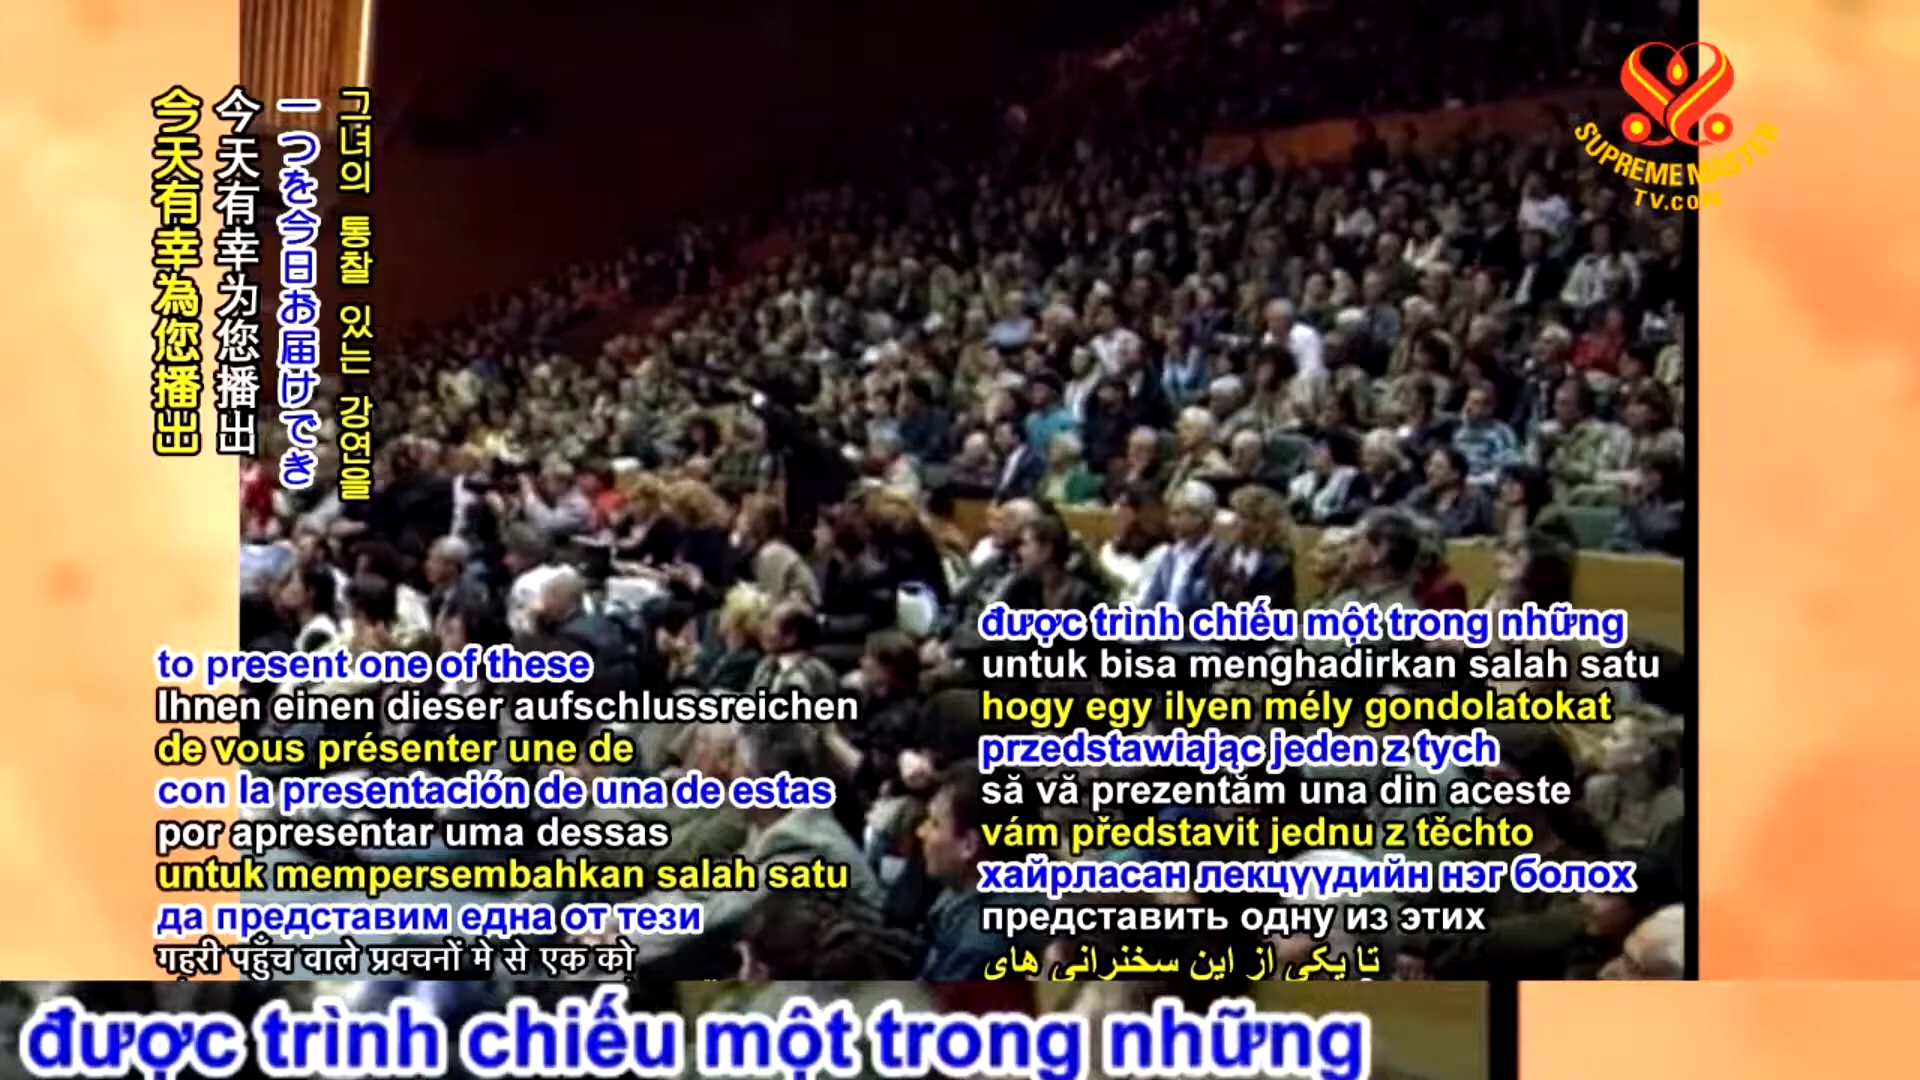 今天有幸為您播出
今天有幸为您播出
一つを今日お届けでき
그녀의 통찰 있는 강연을
SUPREME MASTER
TV.COM
to present one of these
Ihnen einen dieser aufschlussreichen
de vous présenter une de
con la presentación de una de estas
por apresentar uma dessas
untuk mempersembahkan salah satu
да представим една от тези
गहरी पहुँच वाले प्रवचनों मे से एक को
được trình chiếu một trong những
untuk bisa menghadirkan salah satu
hogy egy ilyen mély gondolatokat
przedstawiając jeden z tych
să vă prezentăm una din aceste
vám představit jednu z těchto
хайрласан лекцүүдийн нэг болох
представить одну из этих
تا یکی از این سخنرانی های
được trình chiếu một trong những